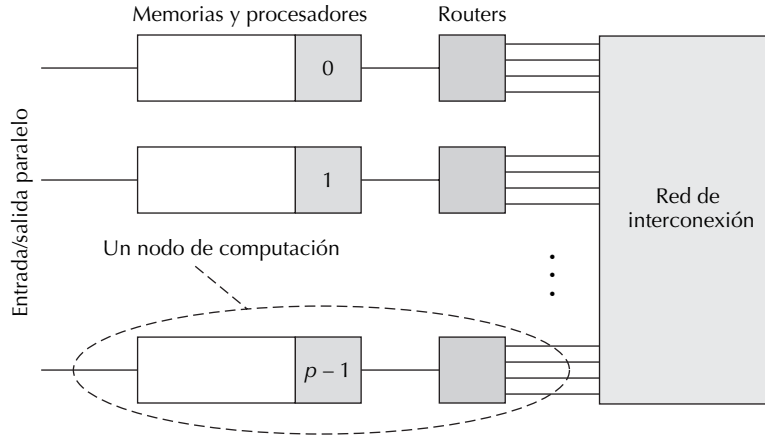 Memorias y procesadores
Routers
0
1
Entrada/salida paralelo
Un nodo de computación
Red de
interconexión
p – 1